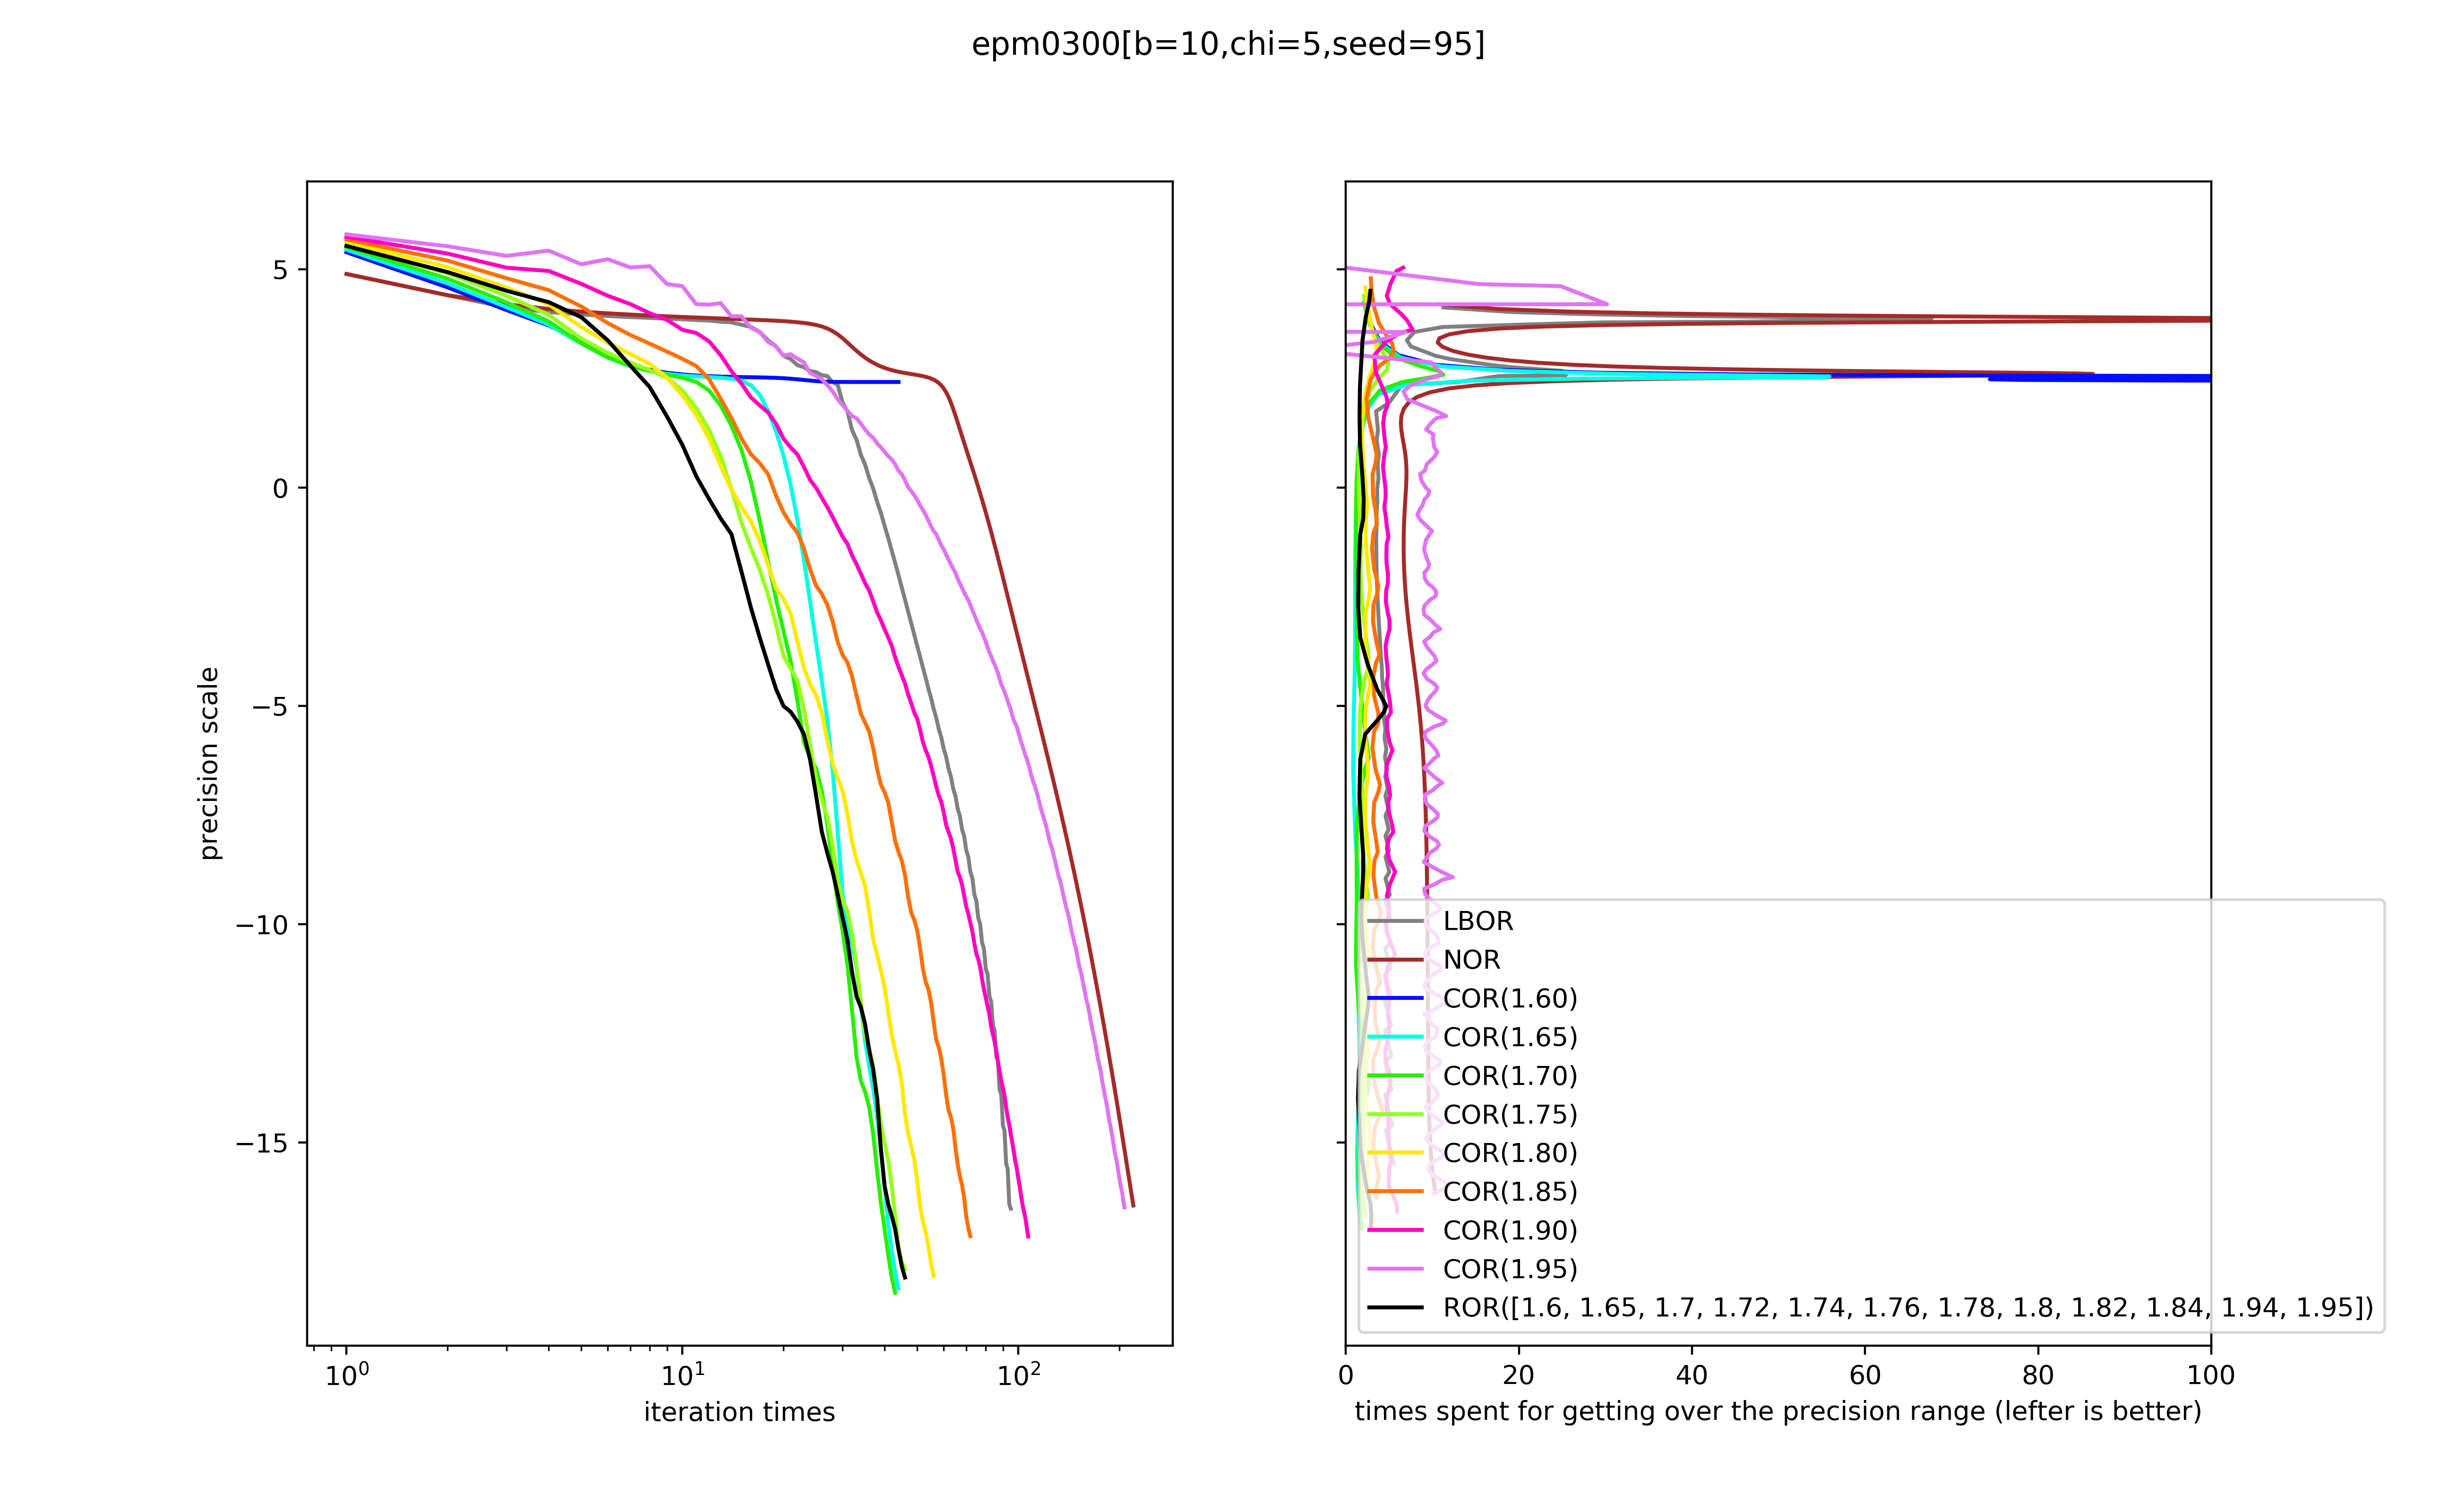 epm0300[b=10,chi=5,seed=95]
precision scale
5
0
−5
−10
−15
10⁰ 10¹ 10²
iteration times
LBOR
NOR
COR(1.60)
COR(1.65)
COR(1.70)
COR(1.75)
COR(1.80)
COR(1.85)
COR(1.90)
COR(1.95)
ROR([1.6, 1.65, 1.7, 1.72, 1.74, 1.76, 1.78, 1.8, 1.82, 1.84, 1.94, 1.95])
0 20 40 60 80 100
times spent for getting over the precision range (lefter is better)